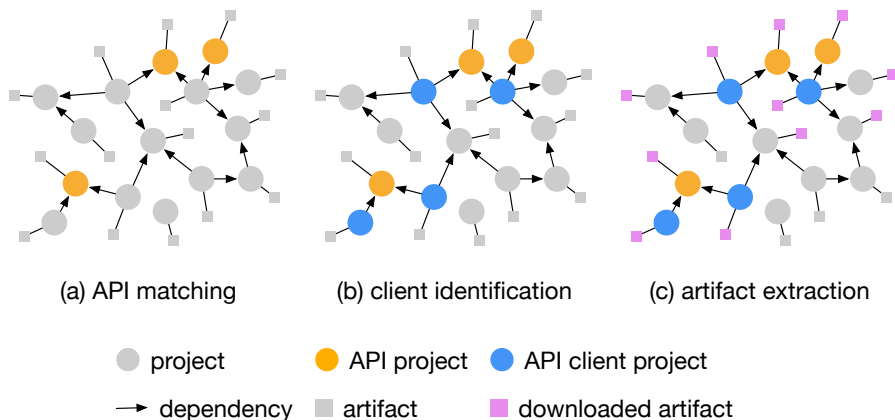 (a) API matching
(b) client identification
(c) artifact extraction
project
API project
API client project
dependency
artifact
downloaded artifact